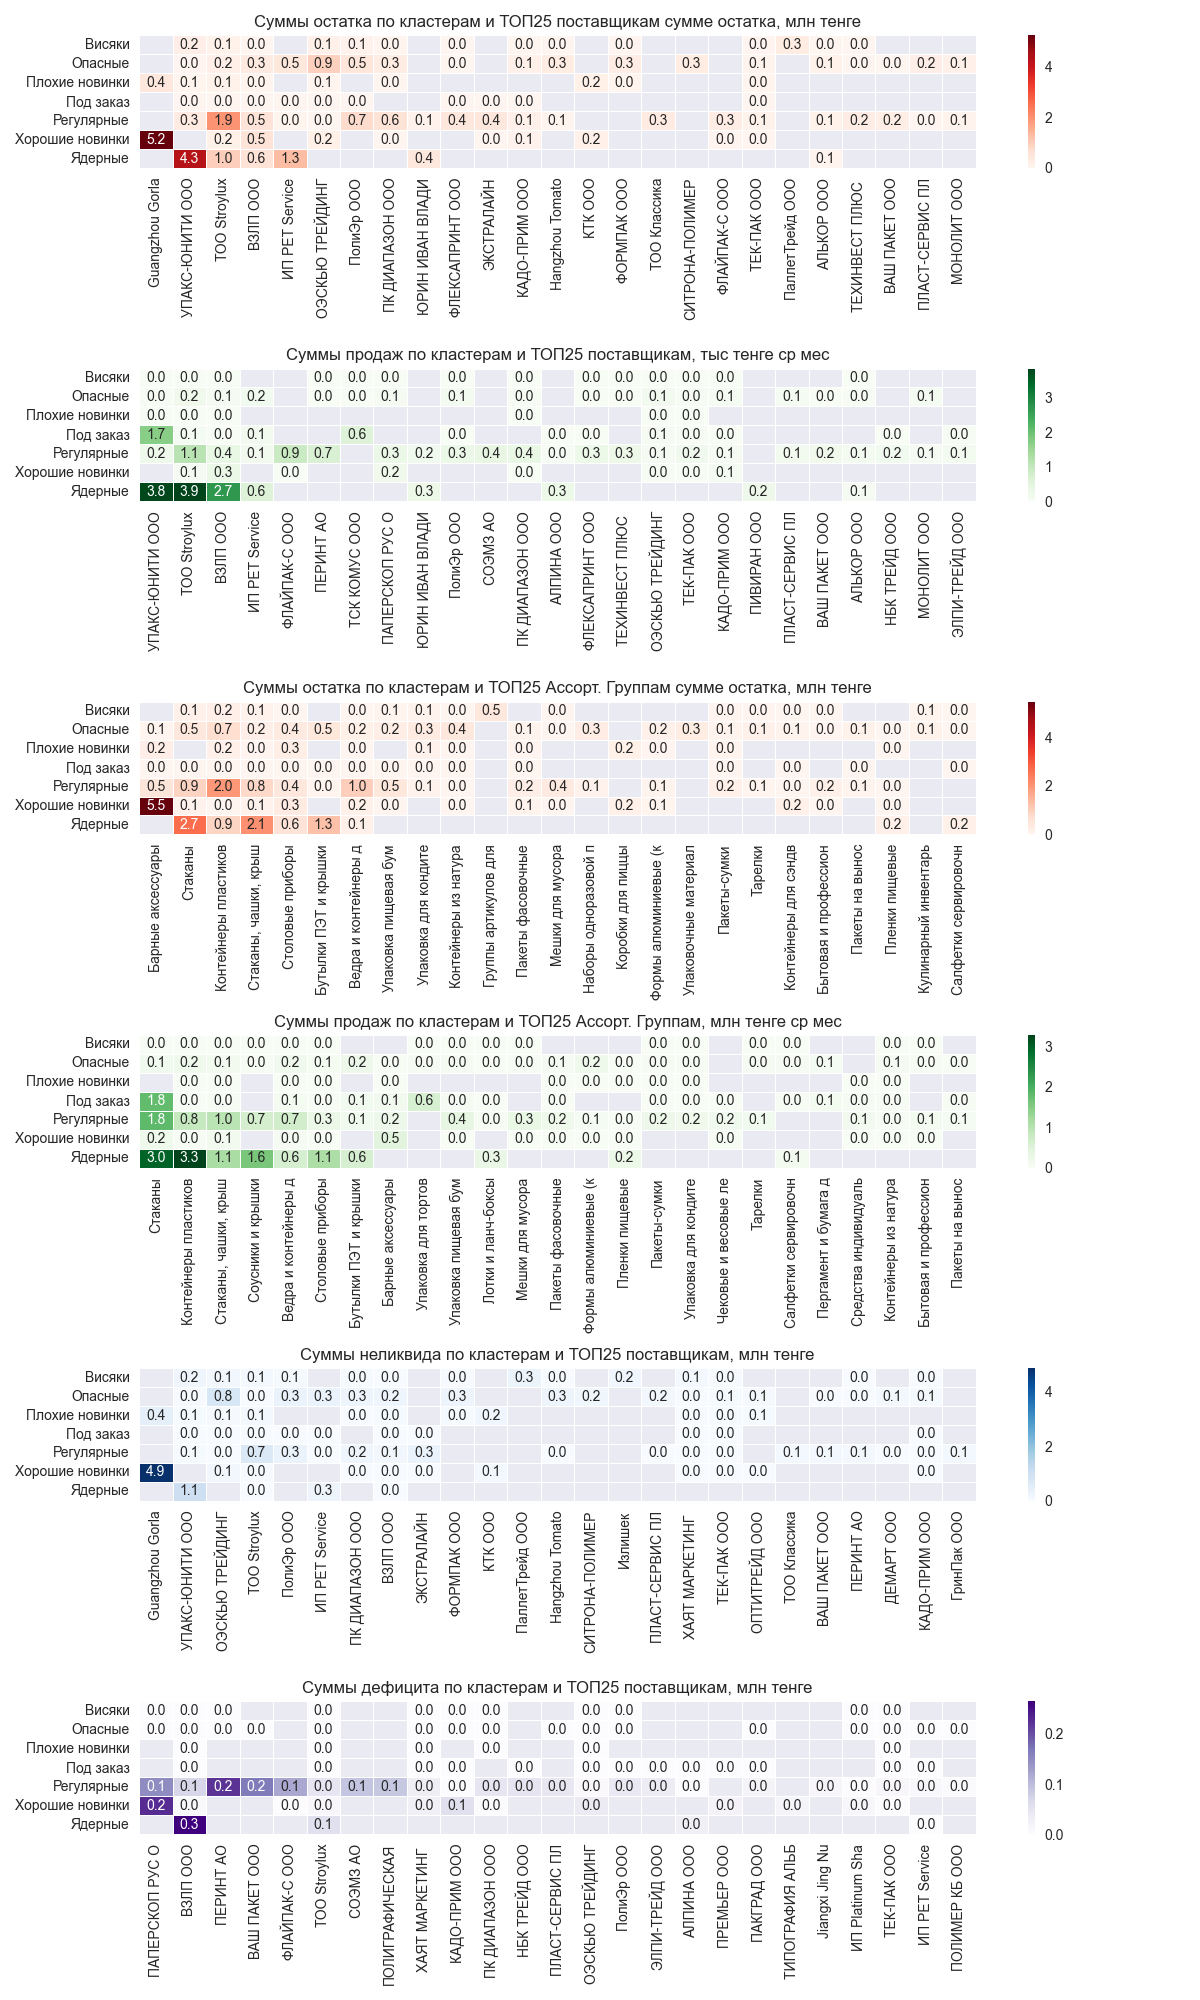 Суммы остатка по кластерам и ТОП25 поставщикам сумме остатка, млн тенге
Висяки 0.2 0.1 0.0 0.1 0.1 0.0 0.0 0.0 0.0 0.0 0.0 0.3 0.0 0.0
Опасные 0.0 0.2 0.3 0.5 0.9 0.5 0.3 0.0 0.1 0.3 0.3 0.3 0.1 0.1 0.0 0.0 0.2 0.1
Плохие новинки 0.4 0.1 0.1 0.0 0.1 0.0 0.2 0.0 0.0
Под заказ 0.0 0.0 0.0 0.0 0.0 0.0 0.0 0.0 0.0 0.0
Регулярные 0.3 1.9 0.5 0.0 0.0 0.7 0.6 0.1 0.4 0.4 0.1 0.1 0.3 0.3 0.1 0.1 0.2 0.2 0.0 0.1
Хорошие новинки 5.2 0.2 0.5 0.2 0.0 0.0 0.1 0.2 0.0 0.0
Ядерные 4.3 1.0 0.6 1.3 0.4 0.1
4
2
0
Guangzhou Gorla
УПАКС-ЮНИТИ ООО
ТОО Stroylux
ВЗЛП ООО
ИП PET Service
ОЭСКЬЮ ТРЕЙДИНГ
ПолиЭр ООО
ПК ДИАПАЗОН ООО
ЮРИН ИВАН ВЛАДИ
ФЛЕКСАПРИНТ ООО
ЭКСТРАЛАЙН
КАДО-ПРИМ ООО
Hangzhou Tomato
КТК ООО
ФОРМПАК ООО
ТОО Классика
СИТРОНА-ПОЛИМЕР
ФЛАЙПАК-С ООО
ТЕК-ПАК ООО
ПаллетТрейд ООО
АЛЬКОР ООО
ТЕХИНВЕСТ ПЛЮС
ВАШ ПАКЕТ ООО
ПЛАСТ-СЕРВИС ПЛ
МОНОЛИТ ООО
Суммы продаж по кластерам и ТОП25 поставщикам, тыс тенге ср мес
Висяки 0.0 0.0 0.0 0.0 0.0 0.0 0.0 0.0 0.0 0.0 0.0 0.0 0.0 0.0
Опасные 0.0 0.2 0.1 0.2 0.0 0.0 0.1 0.1 0.0 0.0 0.0 0.1 0.0 0.1 0.1 0.0 0.0 0.1
Плохие новинки 0.0 0.0 0.0 0.0 0.0 0.0
Под заказ 1.7 0.1 0.0 0.1 0.6 0.0 0.0 0.0 0.1 0.0 0.0 0.0 0.0
Регулярные 0.2 1.1 0.4 0.1 0.9 0.7 0.3 0.2 0.3 0.4 0.4 0.0 0.3 0.3 0.1 0.2 0.1 0.1 0.2 0.1 0.2 0.1 0.1
Хорошие новинки 0.1 0.3 0.0 0.2 0.0 0.0 0.0 0.1
Ядерные 3.8 3.9 2.7 0.6 0.3 0.3 0.2 0.1
3
2
1
0
УПАКС-ЮНИТИ ООО
ТОО Stroylux
ВЗЛП ООО
ИП PET Service
ФЛАЙПАК-С ООО
ПЕРИНТ АО
ТСК КОМУС ООО
ПАПЕРСКОП РУС О
ЮРИН ИВАН ВЛАДИ
ПолиЭр ООО
СОЭМЗ АО
ПК ДИАПАЗОН ООО
АЛПИНА ООО
ФЛЕКСАПРИНТ ООО
ТЕХИНВЕСТ ПЛЮС
ОЭСКЬЮ ТРЕЙДИНГ
ТЕК-ПАК ООО
КАДО-ПРИМ ООО
ПИВИРАН ООО
ПЛАСТ-СЕРВИС ПЛ
ВАШ ПАКЕТ ООО
АЛЬКОР ООО
НБК ТРЕЙД ООО
МОНОЛИТ ООО
ЭЛПИ-ТРЕЙД ООО
Суммы остатка по кластерам и ТОП25 Ассорт. Группам сумме остатка, млн тенге
Висяки 0.1 0.2 0.1 0.0 0.0 0.1 0.1 0.0 0.5 0.0 0.0 0.0 0.0 0.0 0.1 0.0
Опасные 0.1 0.5 0.7 0.2 0.4 0.5 0.2 0.2 0.3 0.4 0.1 0.0 0.3 0.2 0.3 0.1 0.1 0.1 0.0 0.1 0.0 0.1 0.0
Плохие новинки 0.2 0.2 0.0 0.3 0.0 0.1 0.0 0.0 0.2 0.0 0.0 0.0
Под заказ 0.0 0.0 0.0 0.0 0.0 0.0 0.0 0.0 0.0 0.0 0.0 0.0 0.0 0.0 0.0
Регулярные 0.5 0.9 2.0 0.8 0.4 0.0 1.0 0.5 0.1 0.0 0.2 0.4 0.1 0.1 0.2 0.1 0.0 0.2 0.1 0.0
Хорошие новинки 5.5 0.1 0.0 0.1 0.3 0.2 0.0 0.0 0.1 0.0 0.2 0.1 0.2 0.0 0.0
Ядерные 2.7 0.9 2.1 0.6 1.3 0.1 0.2 0.2
4
2
0
Барные аксессуары
Стаканы
Контейнеры пластиков
Стаканы, чашки, крыш
Столовые приборы
Бутылки ПЭТ и крышки
Ведра и контейнеры д
Упаковка пищевая бум
Упаковка для кондите
Контейнеры из натура
Группы артикулов для
Пакеты фасовочные
Мешки для мусора
Наборы одноразовой п
Коробки для пиццы
Формы алюминиевые (к
Упаковочные материал
Пакеты-сумки
Тарелки
Контейнеры для сэндв
Бытовая и профессион
Пакеты на вынос
Пленки пищевые
Кулинарный инвентарь
Салфетки сервировочн
Суммы продаж по кластерам и ТОП25 Ассорт. Группам, млн тенге ср мес
Висяки 0.0 0.0 0.0 0.0 0.0 0.0 0.0 0.0 0.0 0.0 0.0 0.0 0.0 0.0 0.0 0.0
Опасные 0.1 0.2 0.1 0.0 0.2 0.1 0.2 0.0 0.0 0.0 0.0 0.0 0.1 0.2 0.0 0.0 0.0 0.0 0.0 0.1 0.1 0.0 0.0
Плохие новинки 0.0 0.0 0.0 0.0 0.0 0.0 0.0 0.0 0.0 0.0 0.0 0.0
Под заказ 1.8 0.0 0.0 0.1 0.0 0.1 0.1 0.6 0.0 0.0 0.0 0.0 0.0 0.0 0.0 0.1 0.0 0.0 0.0
Регулярные 1.8 0.8 1.0 0.7 0.7 0.3 0.1 0.2 0.4 0.0 0.3 0.2 0.1 0.0 0.2 0.2 0.2 0.1 0.1 0.0 0.1 0.1
Хорошие новинки 0.2 0.0 0.1 0.0 0.0 0.5 0.0 0.0 0.0 0.0 0.0 0.0 0.0 0.0 0.0
Ядерные 3.0 3.3 1.1 1.6 0.6 1.1 0.6 0.3 0.2 0.1
3
2
1
0
Стаканы
Контейнеры пластиков
Стаканы, чашки, крыш
Соусники и крышки
Ведра и контейнеры д
Столовые приборы
Бутылки ПЭТ и крышки
Барные аксессуары
Упаковка для тортов
Упаковка пищевая бум
Лотки и ланч-боксы
Мешки для мусора
Пакеты фасовочные
Формы алюминиевые (к
Пленки пищевые
Пакеты-сумки
Упаковка для кондите
Чековые и весовые ле
Тарелки
Салфетки сервировочн
Пергамент и бумага д
Средства индивидуаль
Контейнеры из натура
Бытовая и профессион
Пакеты на вынос
Суммы неликвида по кластерам и ТОП25 поставщикам, млн тенге
Висяки 0.2 0.1 0.1 0.1 0.0 0.0 0.0 0.3 0.0 0.2 0.1 0.0 0.0 0.0
Опасные 0.0 0.8 0.0 0.3 0.3 0.3 0.2 0.3 0.3 0.2 0.2 0.0 0.1 0.1 0.0 0.0 0.1 0.1
Плохие новинки 0.4 0.1 0.1 0.1 0.0 0.0 0.0 0.2 0.0 0.0 0.1
Под заказ 0.0 0.0 0.0 0.0 0.0 0.0 0.0 0.0 0.0 0.0 0.0
Регулярные 0.1 0.0 0.7 0.3 0.0 0.2 0.1 0.3 0.0 0.0 0.0 0.0 0.1 0.1 0.1 0.0 0.0 0.1
Хорошие новинки 4.9 0.1 0.0 0.0 0.0 0.0 0.1 0.0 0.0 0.0 0.0
Ядерные 1.1 0.0 0.3 0.0
4
2
0
Guangzhou Gorla
УПАКС-ЮНИТИ ООО
ОЭСКЬЮ ТРЕЙДИНГ
ТОО Stroylux
ПолиЭр ООО
ИП PET Service
ПК ДИАПАЗОН ООО
ВЗЛП ООО
ЭКСТРАЛАЙН
ФОРМПАК ООО
КТК ООО
ПаллетТрейд ООО
Hangzhou Tomato
СИТРОНА-ПОЛИМЕР
Излишек
ПЛАСТ-СЕРВИС ПЛ
ХАЯТ МАРКЕТИНГ
ТЕК-ПАК ООО
ОПТИТРЕЙД ООО
ТОО Классика
ВАШ ПАКЕТ ООО
ПЕРИНТ АО
ДЕМАРТ ООО
КАДО-ПРИМ ООО
ГринПак ООО
Суммы дефицита по кластерам и ТОП25 поставщикам, млн тенге
Висяки 0.0 0.0 0.0 0.0 0.0 0.0 0.0 0.0 0.0 0.0 0.0
Опасные 0.0 0.0 0.0 0.0 0.0 0.0 0.0 0.0 0.0 0.0 0.0 0.0 0.0 0.0 0.0 0.0
Плохие новинки 0.0 0.0 0.0 0.0 0.0 0.0
Под заказ 0.0 0.0 0.0 0.0 0.0 0.0 0.0 0.0 0.0 0.0 0.0 0.0 0.0
Регулярные 0.1 0.1 0.2 0.2 0.1 0.0 0.1 0.1 0.0 0.0 0.0 0.0 0.0 0.0 0.0 0.0 0.0 0.0 0.0 0.0 0.0 0.0 0.0 0.0
Хорошие новинки 0.2 0.0 0.0 0.0 0.0 0.1 0.0 0.0 0.0 0.0 0.0 0.0
Ядерные 0.3 0.1 0.0 0.0
0.2
0.1
0.0
ПАПЕРСКОП РУС О
ВЗЛП ООО
ПЕРИНТ АО
ВАШ ПАКЕТ ООО
ФЛАЙПАК-С ООО
ТОО Stroylux
СОЭМЗ АО
ПОЛИГРАФИЧЕСКАЯ
ХАЯТ МАРКЕТИНГ
КАДО-ПРИМ ООО
ПК ДИАПАЗОН ООО
НБК ТРЕЙД ООО
ПЛАСТ-СЕРВИС ПЛ
ОЭСКЬЮ ТРЕЙДИНГ
ПолиЭр ООО
ЭЛПИ-ТРЕЙД ООО
АЛПИНА ООО
ПРЕМЬЕР ООО
ПАКГРАД ООО
ТИПОГРАФИЯ АЛЬБ
Jiangxi Jing Nu
ИП Platinum Sha
ТЕК-ПАК ООО
ИП PET Service
ПОЛИМЕР КБ ООО